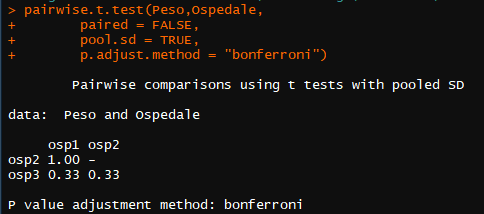 > pairwise.t.test(Peso,Ospedale,
+         paired = FALSE,
+         pool.sd = TRUE,
+         p.adjust.method = "bonferroni")
        Pairwise comparisons using t tests with pooled SD
data:  Peso and Ospedale
     osp1 osp2
osp2 1.00 -
osp3 0.33 0.33
P value adjustment method: bonferroni